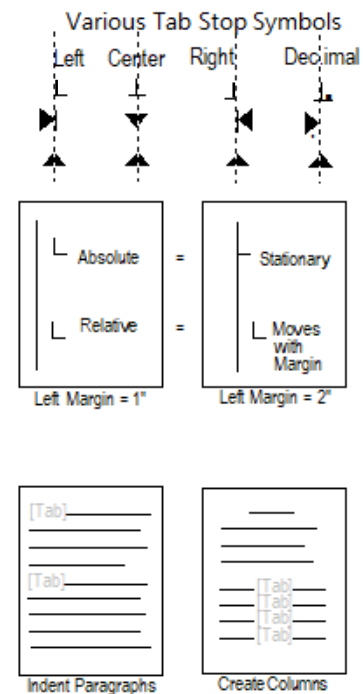 Various Tab Stop Symbols
Left Center Right Decimal
Absolute = Stationary
Relative = Moves
with
Margin
Left Margin = 1" Left Margin = 2"
[Tab]
[Tab]
[Tab]
[Tab]
[Tab]
[Tab]
Indent Paragraphs Create Columns